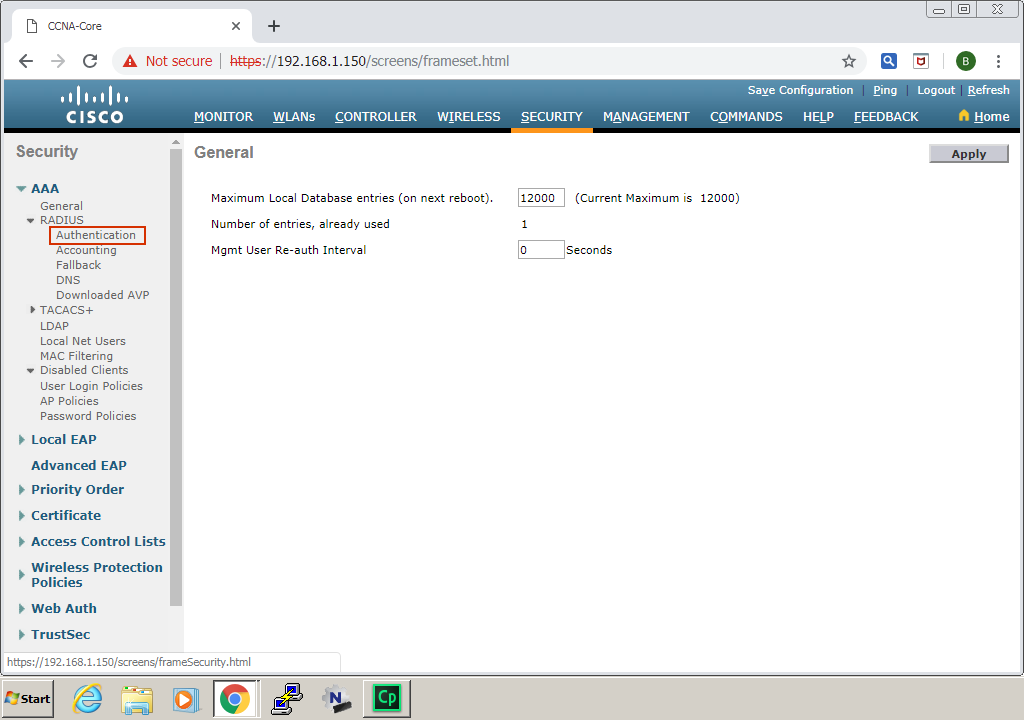 CCNA-Core
Not secure | https://192.168.1.150/screens/frameset.html
B
Save Configuration | Ping | Logout | Refresh
CISCO
MONITOR WLANs CONTROLLER WIRELESS SECURITY MANAGEMENT COMMANDS HELP FEEDBACK Home
Security
AAA
General
RADIUS
Authentication
Accounting
Fallback
DNS
Downloaded AVP
TACACS+
LDAP
Local Net Users
MAC Filtering
Disabled Clients
User Login Policies
AP Policies
Password Policies
Local EAP
Advanced EAP
Priority Order
Certificate
Access Control Lists
Wireless Protection
Policies
Web Auth
TrustSec
General
Apply
Maximum Local Database entries (on next reboot). 12000 (Current Maximum is 12000)
Number of entries, already used 1
Mgmt User Re-auth Interval 0 Seconds
https://192.168.1.150/screens/frameSecurity.html
Start
N
Cp